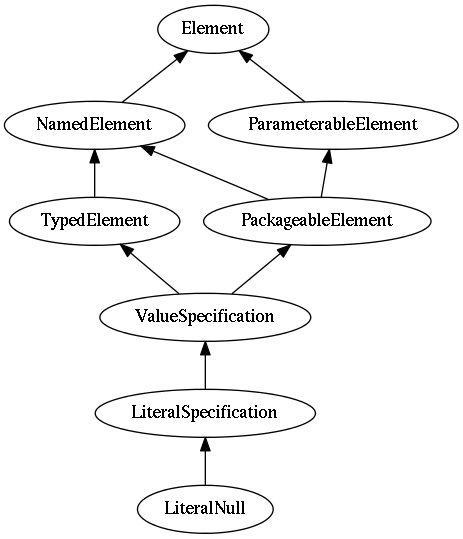 Element
NamedElement
ParameterableElement
TypedElement
PackageableElement
ValueSpecification
LiteralSpecification
LiteralNull